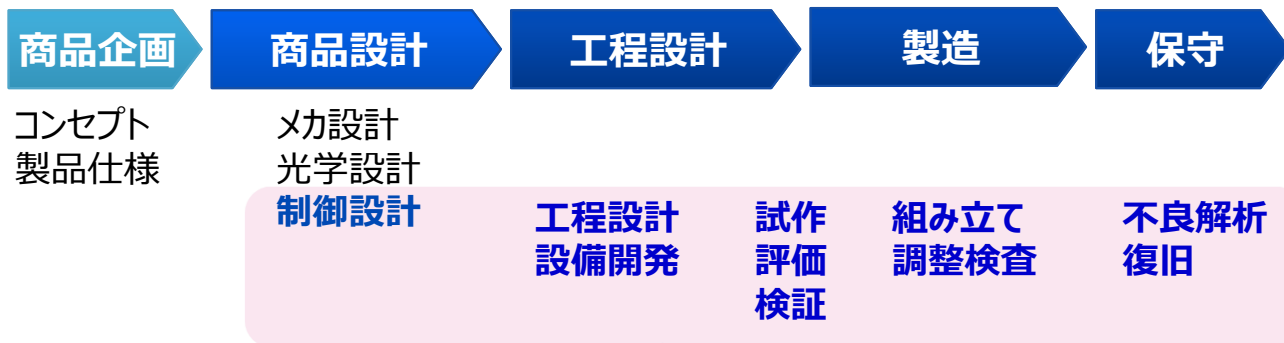 商品企画
商品設計
工程設計
製造
保守
コンセプト
製品仕様
メカ設計
光学設計
制御設計
工程設計
設備開発
試作
評価
検証
組み立て
調整検査
不良解析
復旧